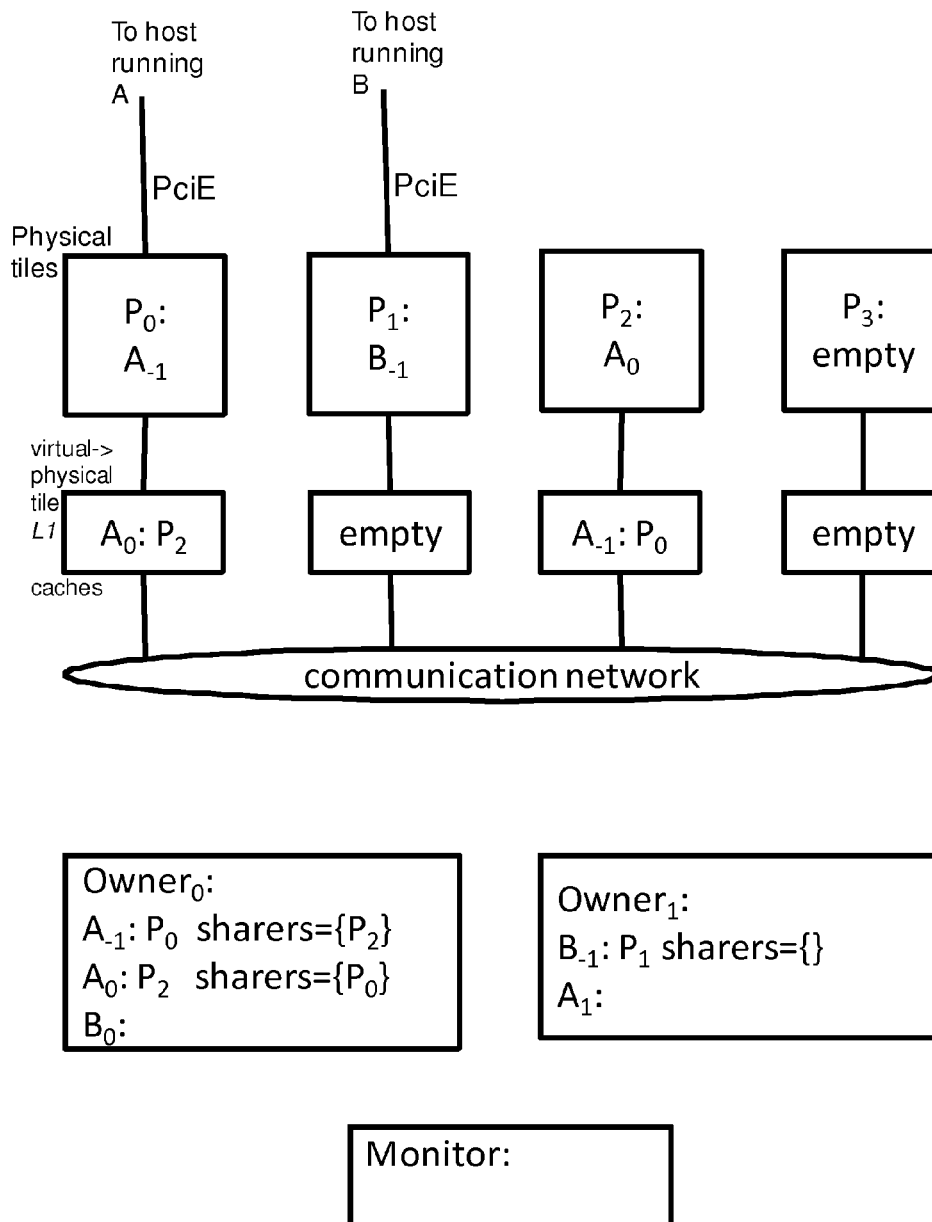 To host
running
A
To host
running
B
PciE
PciE
Physical
tiles
P₀:
A₋₁
P₁:
B₋₁
P₂:
A₀
P₃:
empty
virtual->
physical
tile
L1
caches
A₀: P₂
empty
A₋₁: P₀
empty
communication network
Owner₀:
A₋₁: P₀ sharers={P₂}
A₀: P₂ sharers={P₀}
B₀:
Owner₁:
B₋₁: P₁ sharers={}
A₁:
Monitor: